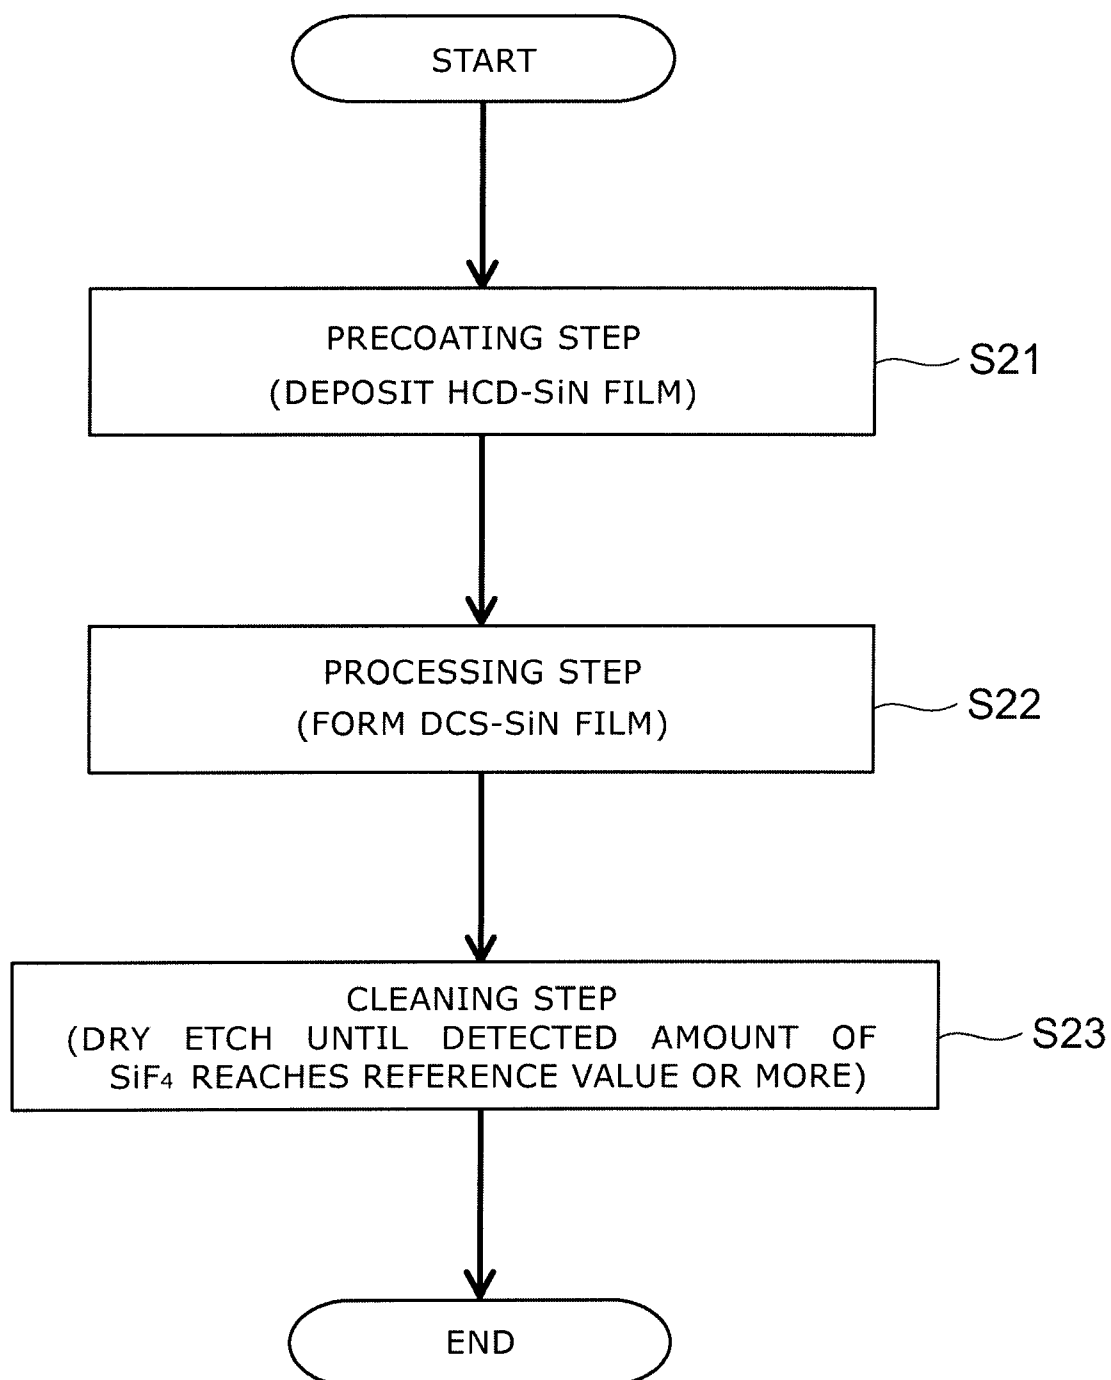 START
PRECOATING STEP
(DEPOSIT HCD-SiN FILM)
S21
PROCESSING STEP
(FORM DCS-SiN FILM)
S22
CLEANING STEP
(DRY ETCH UNTIL DETECTED AMOUNT OF
SiF₄ REACHES REFERENCE VALUE OR MORE)
S23
END